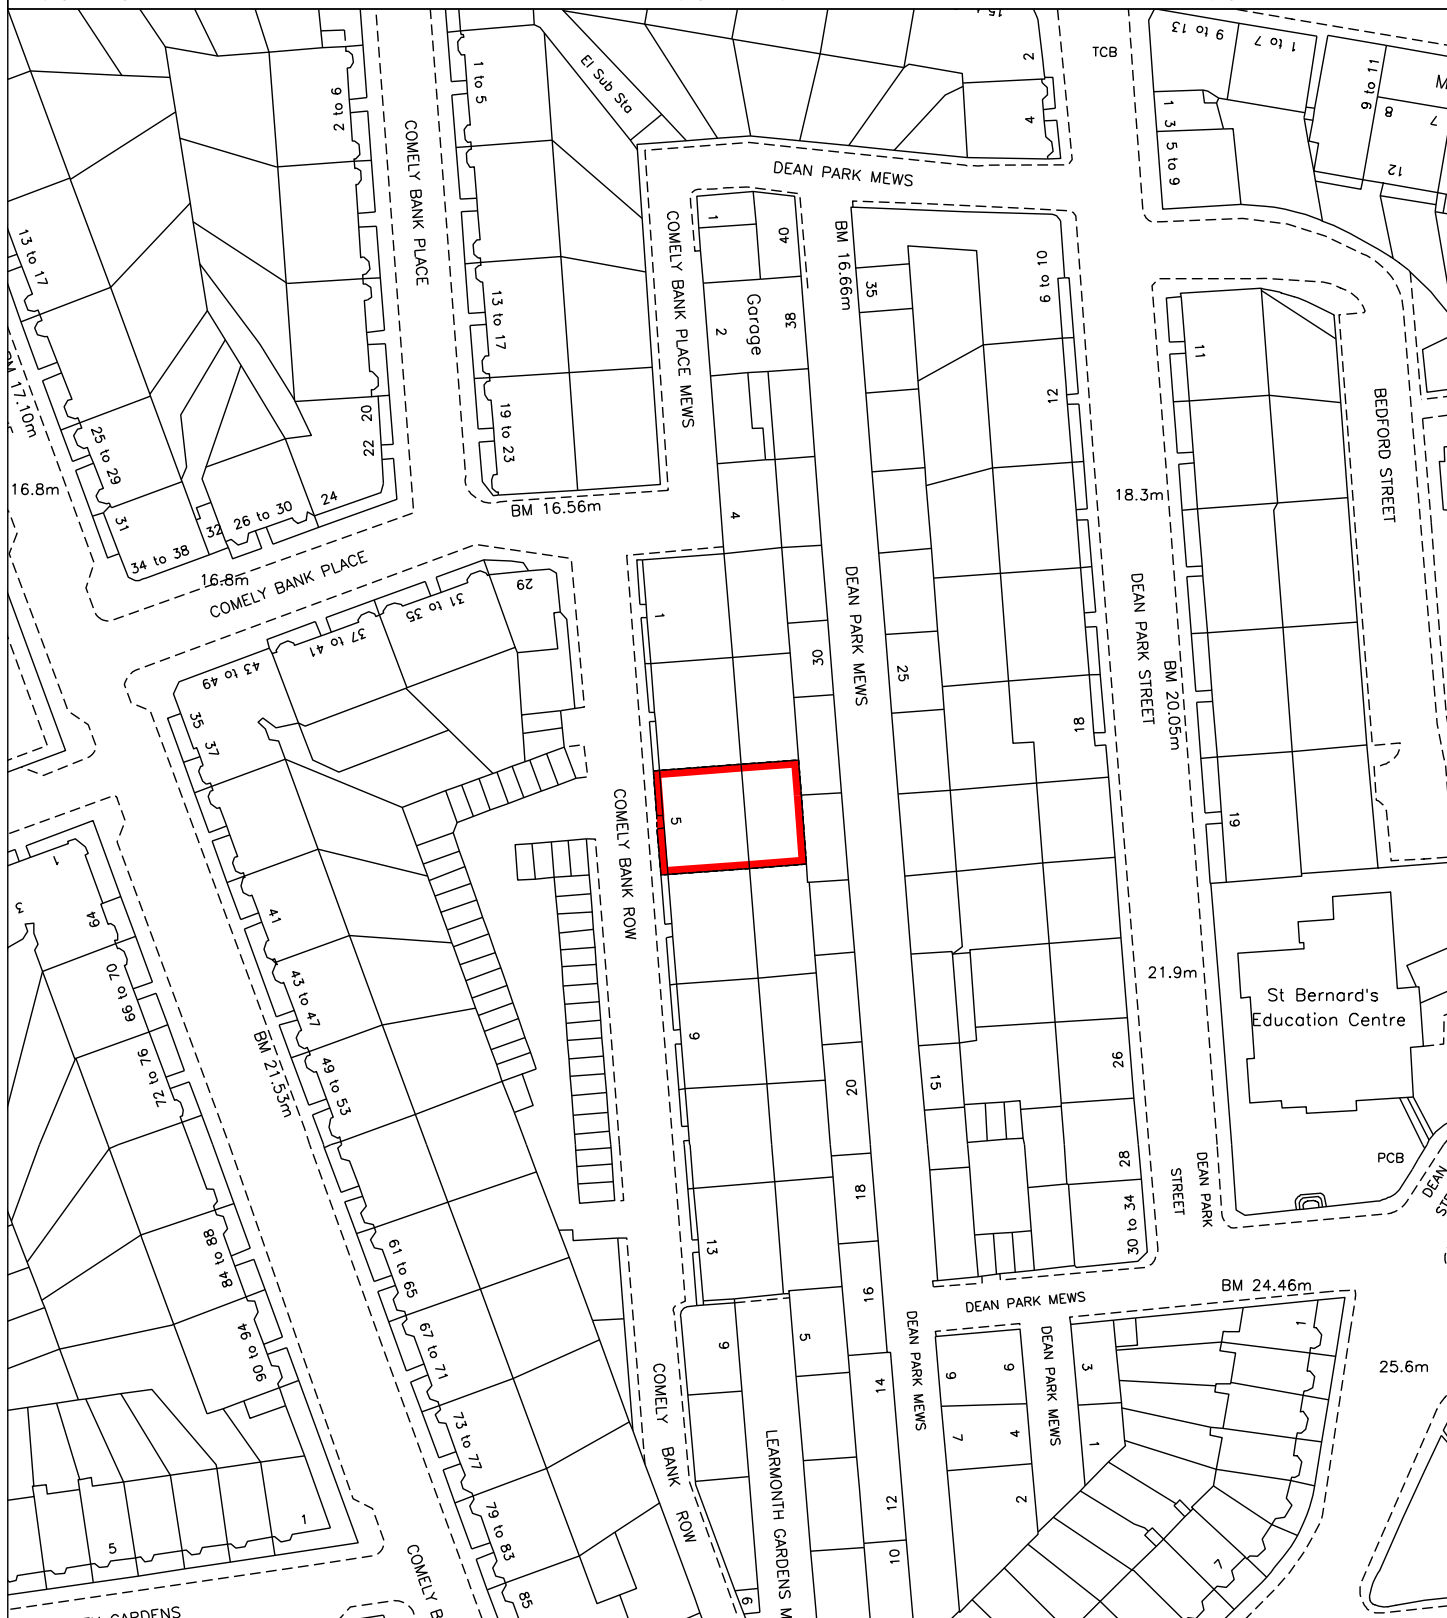 TCB
9 to 13
1 to 7
9 to 11
8
7
12
1
3
5 to 9
2
4
El Sub Sta
1 to 5
2 to 6
COMELY BANK PLACE
DEAN PARK MEWS
COMELY BANK PLACE MEWS
1
40
BM 16.66m
35
6 to 10
13 to 17
13 to 17
Garage
2
38
11
12
BEDFORD STREET
BM 17.10m
20
22
19 to 23
25 to 29
16.8m
24
26 to 30
32
31
34 to 38
BM 16.56m
4
18.3m
16.8m
COMELY BANK PLACE
29
31 to 35
37 to 41
43 to 49
35
37
1
30
25
DEAN PARK MEWS
DEAN PARK STREET
BM 20.05m
18
19
5
COMELY BANK ROW
1
3
64
66 to 70
72 to 76
41
43 to 47
49 to 53
BM 21.53m
9
21.9m
St Bernard's
Education Centre
26
20
15
28
18
30 to 34
PCB
DEAN PARK
STREET
DEAN
84 to 88
90 to 94
61 to 65
67 to 71
73 to 77
79 to 83
85
13
16
BM 24.46m
DEAN PARK MEWS
DEAN PARK MEWS
DEAN PARK MEWS
9
5
14
9
6
3
1
25.6m
7
4
1
2
12
10
7
COMELY BANK ROW
LEARMONTH GARDENS M
6
1
5
COMELY B
GARDENS